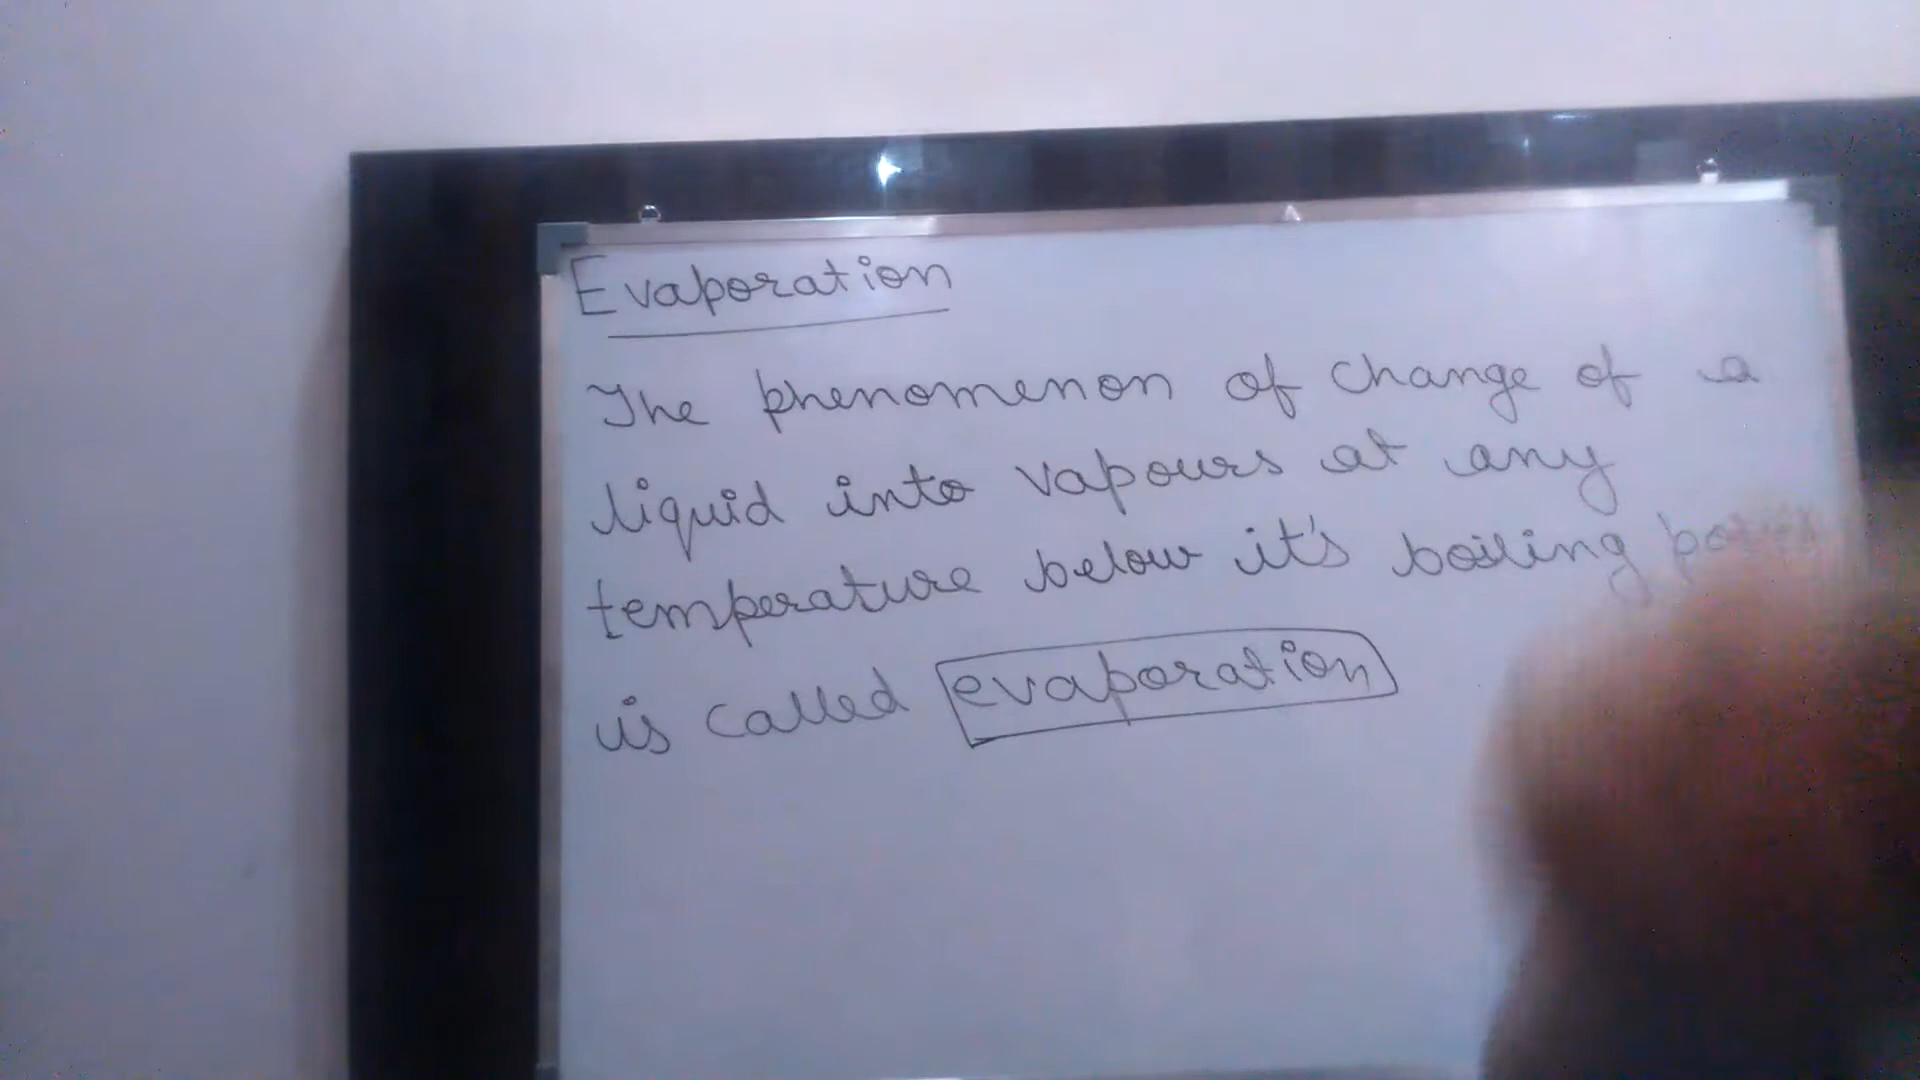 Evaporation
The phenomenon of change of a
liquid into vapours at any
temperature below it's boiling
is called evaporation